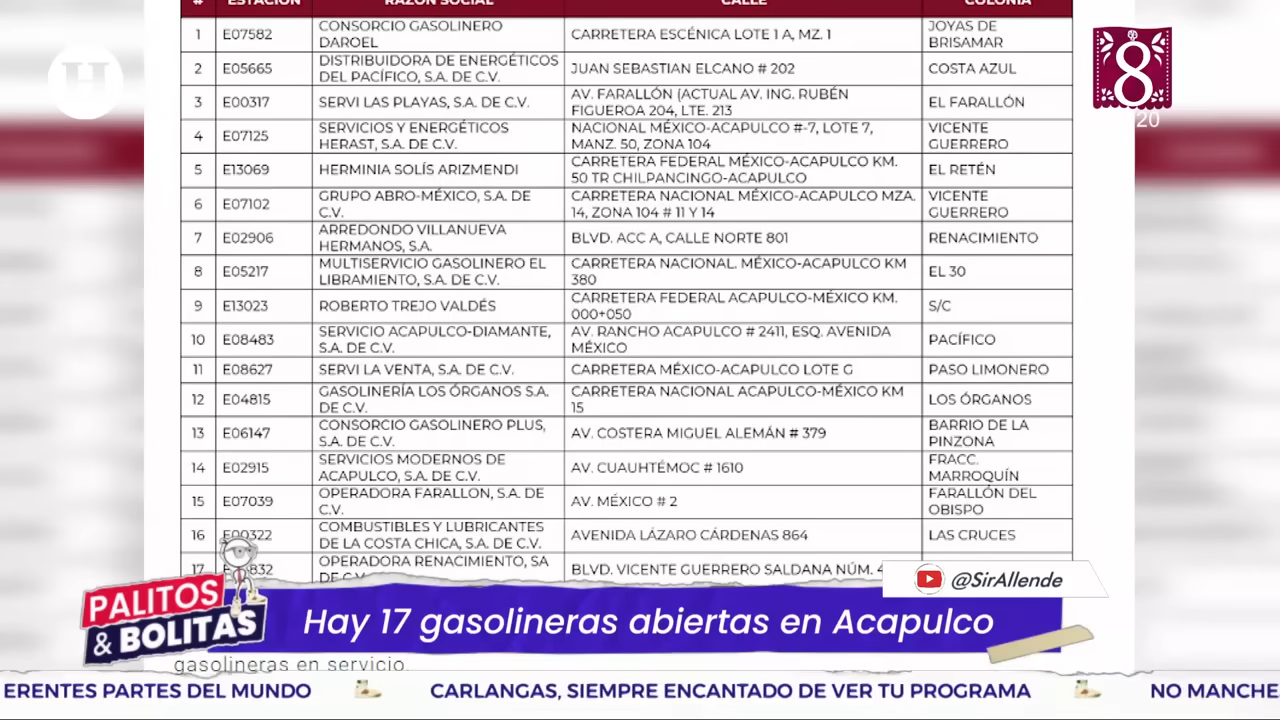 # ESTACIÓN RAZÓN SOCIAL CALLE COLONIA
1 E07582 CONSORCIO GASOLINERO DAROEL CARRETERA ESCÉNICA LOTE 1 A, MZ. 1 JOYAS DE BRISAMAR
2 E05665 DISTRIBUIDORA DE ENERGÉTICOS DEL PACÍFICO, S.A. DE C.V. JUAN SEBASTIAN ELCANO # 202 COSTA AZUL
3 E00317 SERVI LAS PLAYAS, S.A. DE C.V. AV. FARALLÓN (ACTUAL AV. ING. RUBÉN FIGUEROA 204, LTE. 213 EL FARALLÓN
4 E07125 SERVICIOS Y ENERGÉTICOS HERAST, S.A. DE C.V. NACIONAL MÉXICO-ACAPULCO #-7, LOTE 7, MANZ. 50, ZONA 104 VICENTE GUERRERO
5 E13069 HERMINIA SOLÍS ARIZMENDI CARRETERA FEDERAL MÉXICO-ACAPULCO KM. 50 TR CHILPANCINGO-ACAPULCO EL RETÉN
6 E07102 GRUPO ABRO-MÉXICO, S.A. DE C.V. CARRETERA NACIONAL MÉXICO-ACAPULCO MZA. 14, ZONA 104 # 11 Y 14 VICENTE GUERRERO
7 E02906 ARREDONDO VILLANUEVA HERMANOS, S.A. BLVD. ACC A, CALLE NORTE 801 RENACIMIENTO
8 E05217 MULTISERVICIO GASOLINERO EL LIBRAMIENTO, S.A. DE C.V. CARRETERA NACIONAL. MÉXICO-ACAPULCO KM 380 EL 30
9 E13023 ROBERTO TREJO VALDÉS CARRETERA FEDERAL ACAPULCO-MÉXICO KM. 000+050 S/C
10 E08483 SERVICIO ACAPULCO-DIAMANTE, S.A. DE C.V. AV. RANCHO ACAPULCO # 2411, ESQ. AVENIDA MÉXICO PACÍFICO
11 E08627 SERVI LA VENTA, S.A. DE C.V. CARRETERA MÉXICO-ACAPULCO LOTE G PASO LIMONERO
12 E04815 GASOLINERÍA LOS ÓRGANOS S.A. DE C.V. CARRETERA NACIONAL ACAPULCO-MÉXICO KM 15 LOS ÓRGANOS
13 E06147 CONSORCIO GASOLINERO PLUS, S.A. DE C.V. AV. COSTERA MIGUEL ALEMÁN # 379 BARRIO DE LA PINZONA
14 E02915 SERVICIOS MODERNOS DE ACAPULCO, S.A. DE C.V. AV. CUAUHTÉMOC # 1610 FRACC. MARROQUÍN
15 E07039 OPERADORA FARALLON, S.A. DE C.V. AV. MÉXICO # 2 FARALLÓN DEL OBISPO
16 E00322 COMBUSTIBLES Y LUBRICANTES DE LA COSTA CHICA, S.A. DE C.V. AVENIDA LÁZARO CÁRDENAS 864 LAS CRUCES
17 OPERADORA RENACIMIENTO, SA DE C.V. BLVD. VICENTE GUERRERO SALDANA NÚM. 4
H
8
20
@SirAllende
PALITOS
& BOLITAS
Hay 17 gasolineras abiertas en Acapulco
gasolineras en servicio.
ERENTES PARTES DEL MUNDO CARLANGAS, SIEMPRE ENCANTADO DE VER TU PROGRAMA NO MANCHE